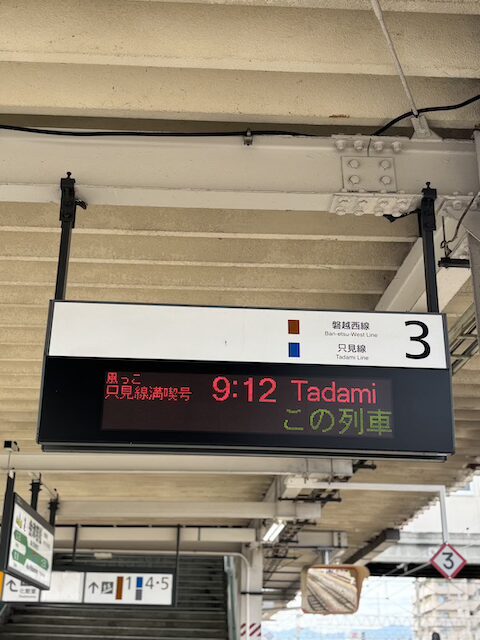 磐越西線
Ban-etsu-West Line
只見線
Tadami Line
3
風っこ
只見線満喫号
9:12 Tadami
この列車
1 4・5
3